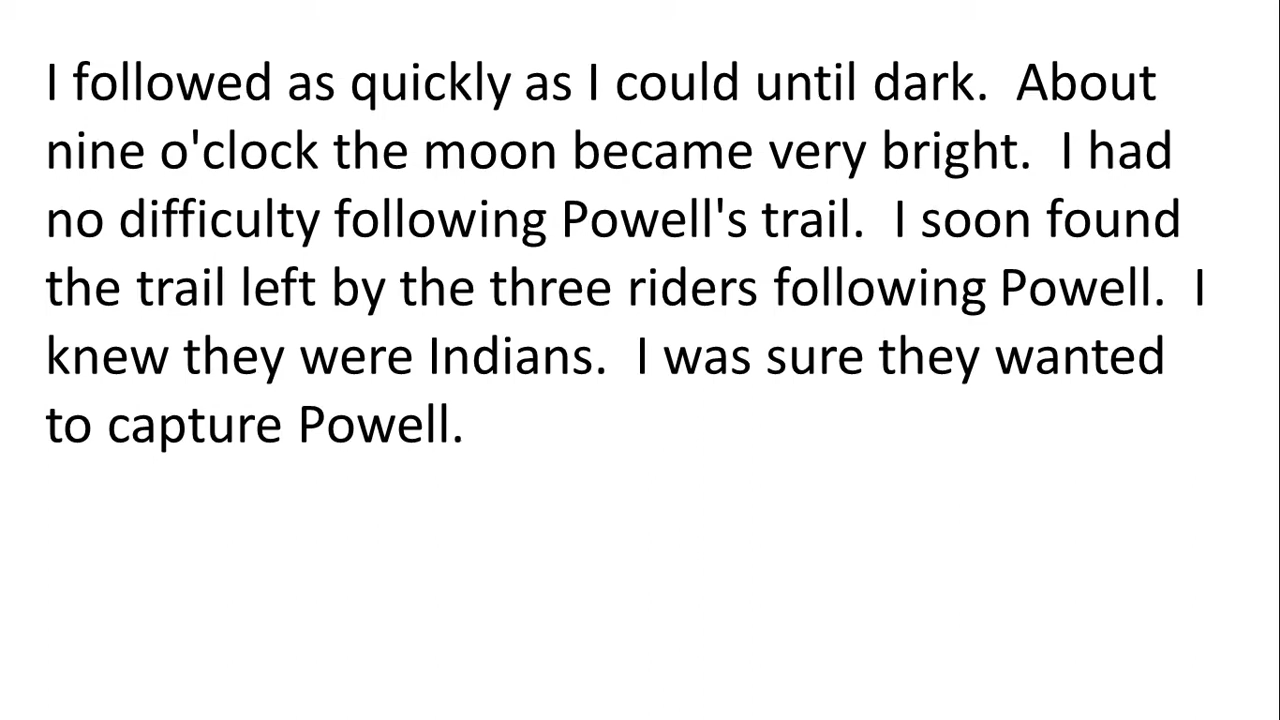 I followed as quickly as I could until dark.  About
nine o'clock the moon became very bright.  I had
no difficulty following Powell's trail.  I soon found
the trail left by the three riders following Powell.  I
knew they were Indians.  I was sure they wanted
to capture Powell.